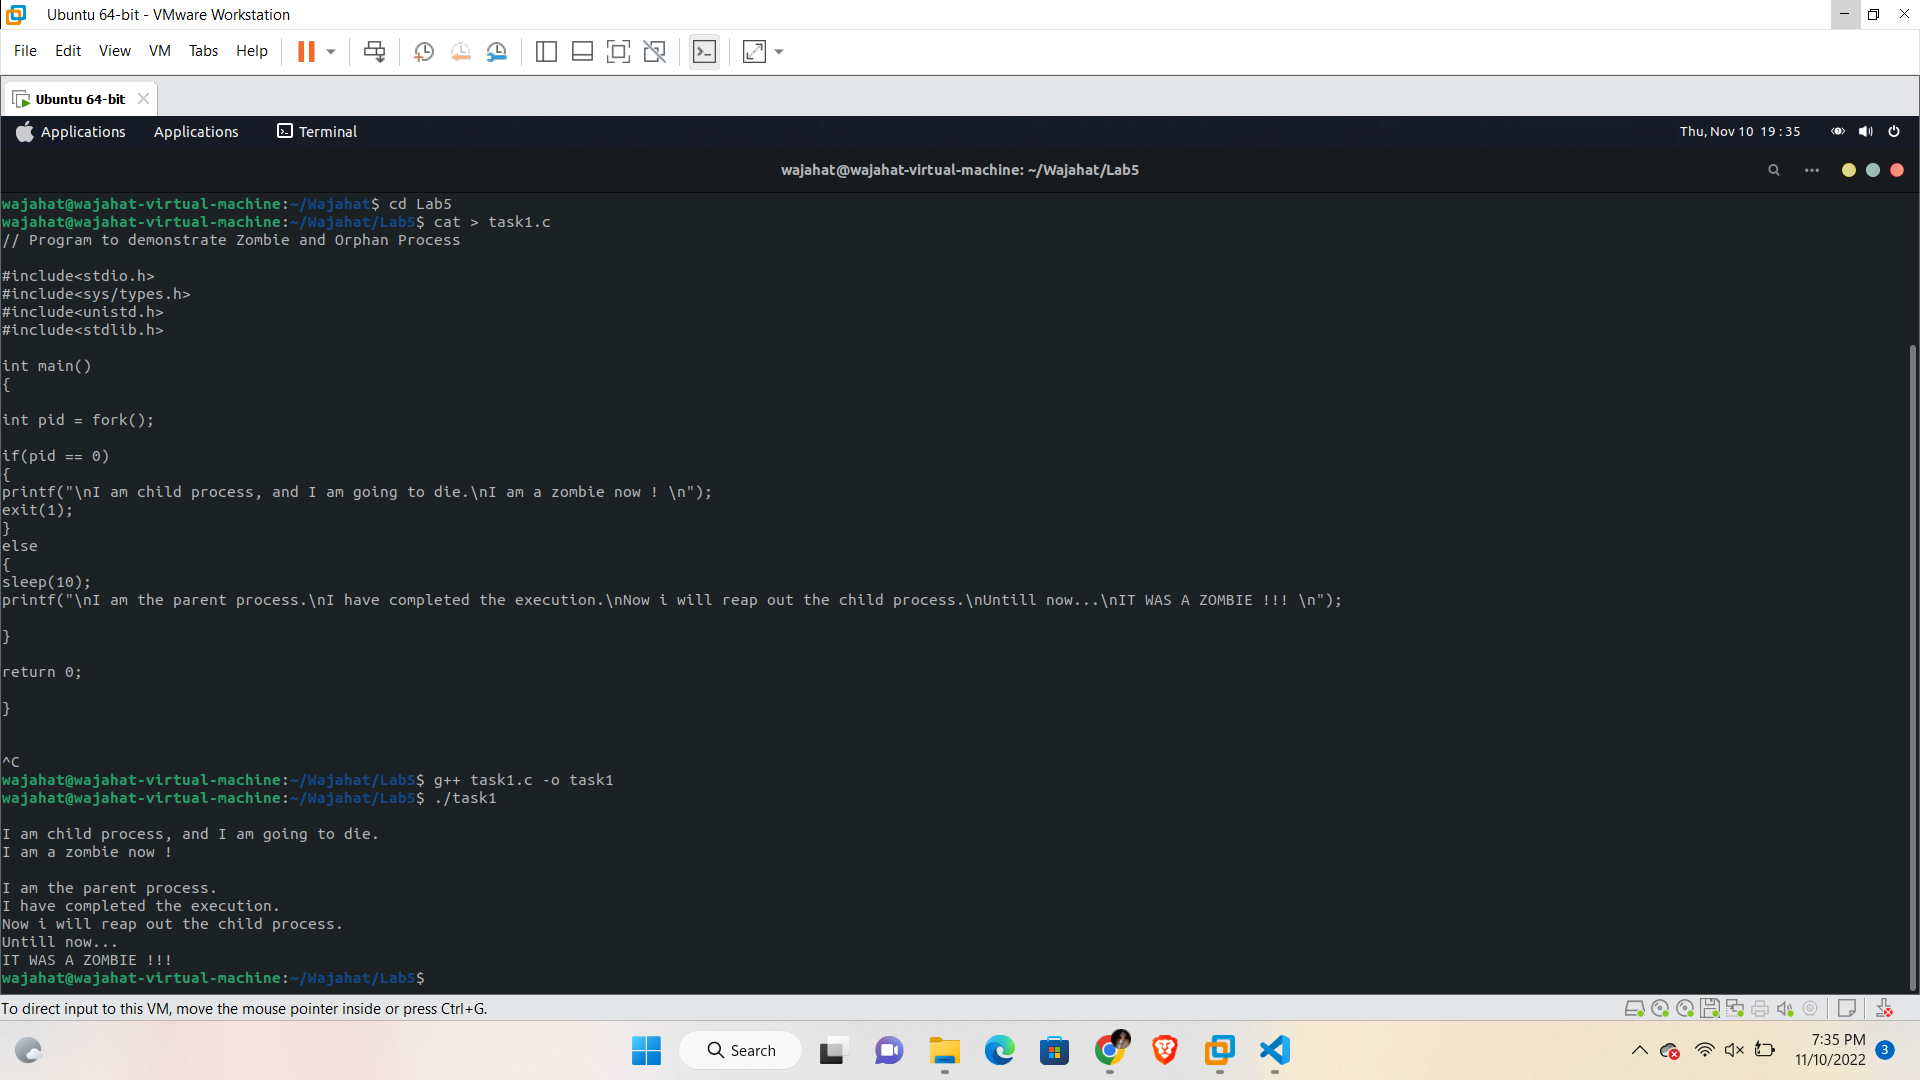 Ubuntu 64-bit - VMware Workstation
File Edit View VM Tabs Help
Ubuntu 64-bit
Applications Applications Terminal Thu, Nov 10 19:35
wajahat@wajahat-virtual-machine: ~/Wajahat/Lab5
wajahat@wajahat-virtual-machine:~/Wajahat$ cd Lab5
wajahat@wajahat-virtual-machine:~/Wajahat/Lab5$ cat > task1.c
// Program to demonstrate Zombie and Orphan Process
#include<stdio.h>
#include<sys/types.h>
#include<unistd.h>
#include<stdlib.h>
int main()
{
int pid = fork();
if(pid == 0)
{
printf("\nI am child process, and I am going to die.\nI am a zombie now ! \n");
exit(1);
}
else
{
sleep(10);
printf("\nI am the parent process.\nI have completed the execution.\nNow i will reap out the child process.\nUntill now...\nIT WAS A ZOMBIE !!! \n");
}
return 0;
}
^C
wajahat@wajahat-virtual-machine:~/Wajahat/Lab5$ g++ task1.c -o task1
wajahat@wajahat-virtual-machine:~/Wajahat/Lab5$ ./task1
I am child process, and I am going to die.
I am a zombie now !
I am the parent process.
I have completed the execution.
Now i will reap out the child process.
Untill now...
IT WAS A ZOMBIE !!!
wajahat@wajahat-virtual-machine:~/Wajahat/Lab5$
To direct input to this VM, move the mouse pointer inside or press Ctrl+G.
Search
7:35 PM
11/10/2022
3